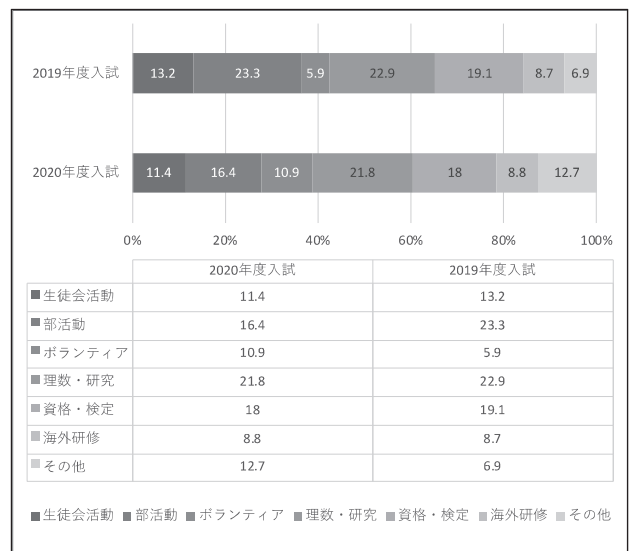 2019年度入試 13.2 23.3 5.9 22.9 19.1 8.7 6.9
2020年度入試 11.4 16.4 10.9 21.8 18 8.8 12.7
0% 20% 40% 60% 80% 100%
2020年度入試 2019年度入試
生徒会活動 11.4 13.2
部活動 16.4 23.3
ボランティア 10.9 5.9
理数・研究 21.8 22.9
資格・検定 18 19.1
海外研修 8.8 8.7
その他 12.7 6.9
生徒会活動 部活動 ボランティア 理数・研究 資格・検定 海外研修 その他